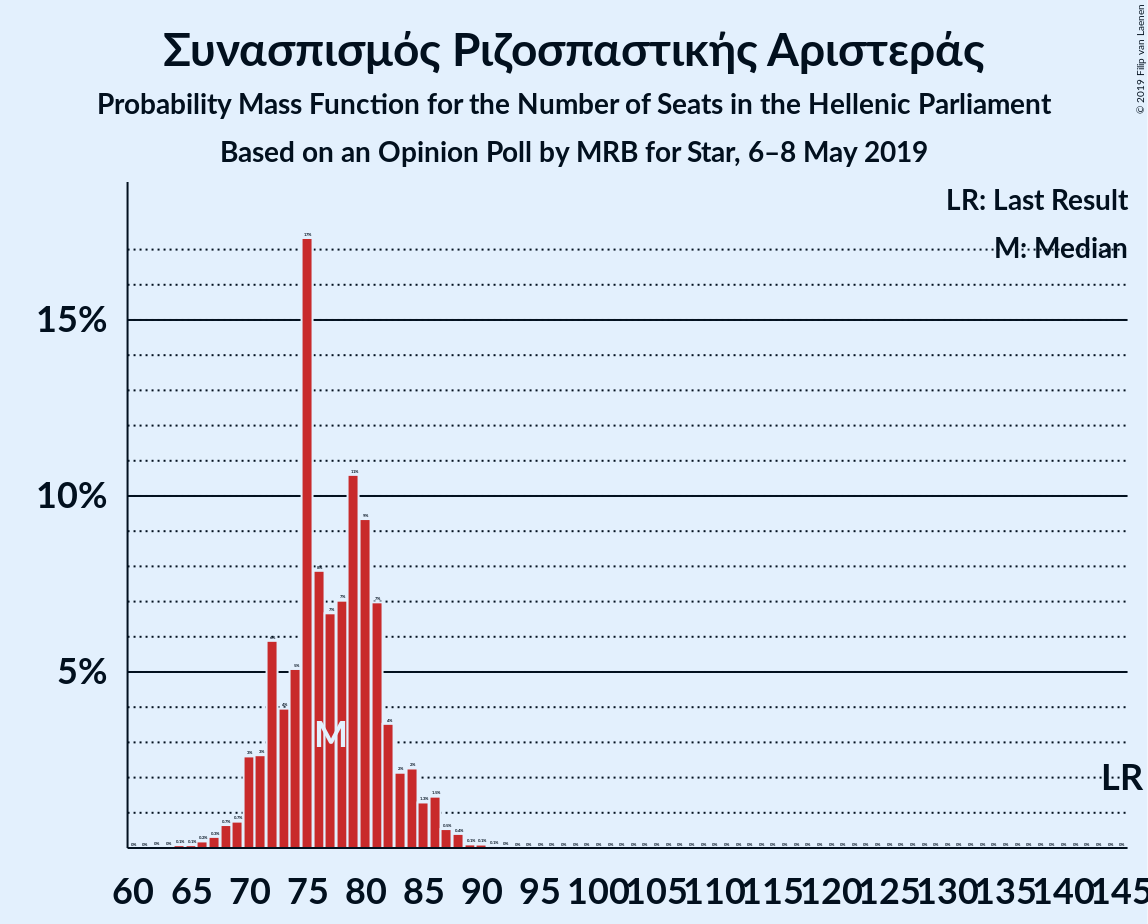 Συνασπισμός Ριζοσπαστικής Αριστεράς
Probability Mass Function for the Number of Seats in the Hellenic Parliament
Based on an Opinion Poll by MRB for Star, 6–8 May 2019
© 2019 Filip van Laenen
LR: Last Result
M: Median
15%
10%
5%
M
LR
60 65 70 75 80 85 90 95 100 105 110 115 120 125 130 135 140 145